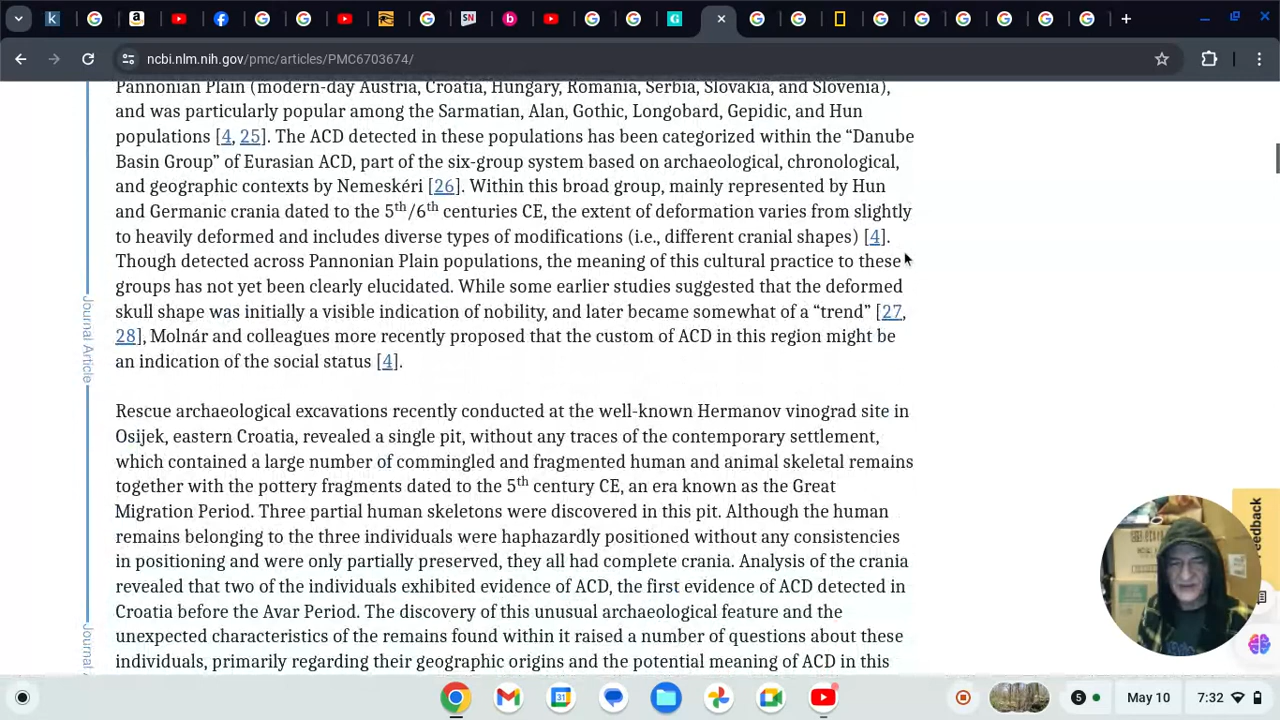 ncbi.nlm.nih.gov/pmc/articles/PMC6703674/
Pannonian Plain (modern-day Austria, Croatia, Hungary, Romania, Serbia, Slovakia, and Slovenia),
and was particularly popular among the Sarmatian, Alan, Gothic, Longobard, Gepidic, and Hun
populations [4, 25]. The ACD detected in these populations has been categorized within the “Danube
Basin Group” of Eurasian ACD, part of the six-group system based on archaeological, chronological,
and geographic contexts by Nemeskéri [26]. Within this broad group, mainly represented by Hun
and Germanic crania dated to the 5th/6th centuries CE, the extent of deformation varies from slightly
to heavily deformed and includes diverse types of modifications (i.e., different cranial shapes) [4].
Though detected across Pannonian Plain populations, the meaning of this cultural practice to these
groups has not yet been clearly elucidated. While some earlier studies suggested that the deformed
skull shape was initially a visible indication of nobility, and later became somewhat of a “trend” [27,
28], Molnár and colleagues more recently proposed that the custom of ACD in this region might be
an indication of the social status [4].
Rescue archaeological excavations recently conducted at the well-known Hermanov vinograd site in
Osijek, eastern Croatia, revealed a single pit, without any traces of the contemporary settlement,
which contained a large number of commingled and fragmented human and animal skeletal remains
together with the pottery fragments dated to the 5th century CE, an era known as the Great
Migration Period. Three partial human skeletons were discovered in this pit. Although the human
remains belonging to the three individuals were haphazardly positioned without any consistencies
in positioning and were only partially preserved, they all had complete crania. Analysis of the crania
revealed that two of the individuals exhibited evidence of ACD, the first evidence of ACD detected in
Croatia before the Avar Period. The discovery of this unusual archaeological feature and the
unexpected characteristics of the remains found within it raised a number of questions about these
individuals, primarily regarding their geographic origins and the potential meaning of ACD in this
Journal Article
Journal
eedback
5
May 10
7:32